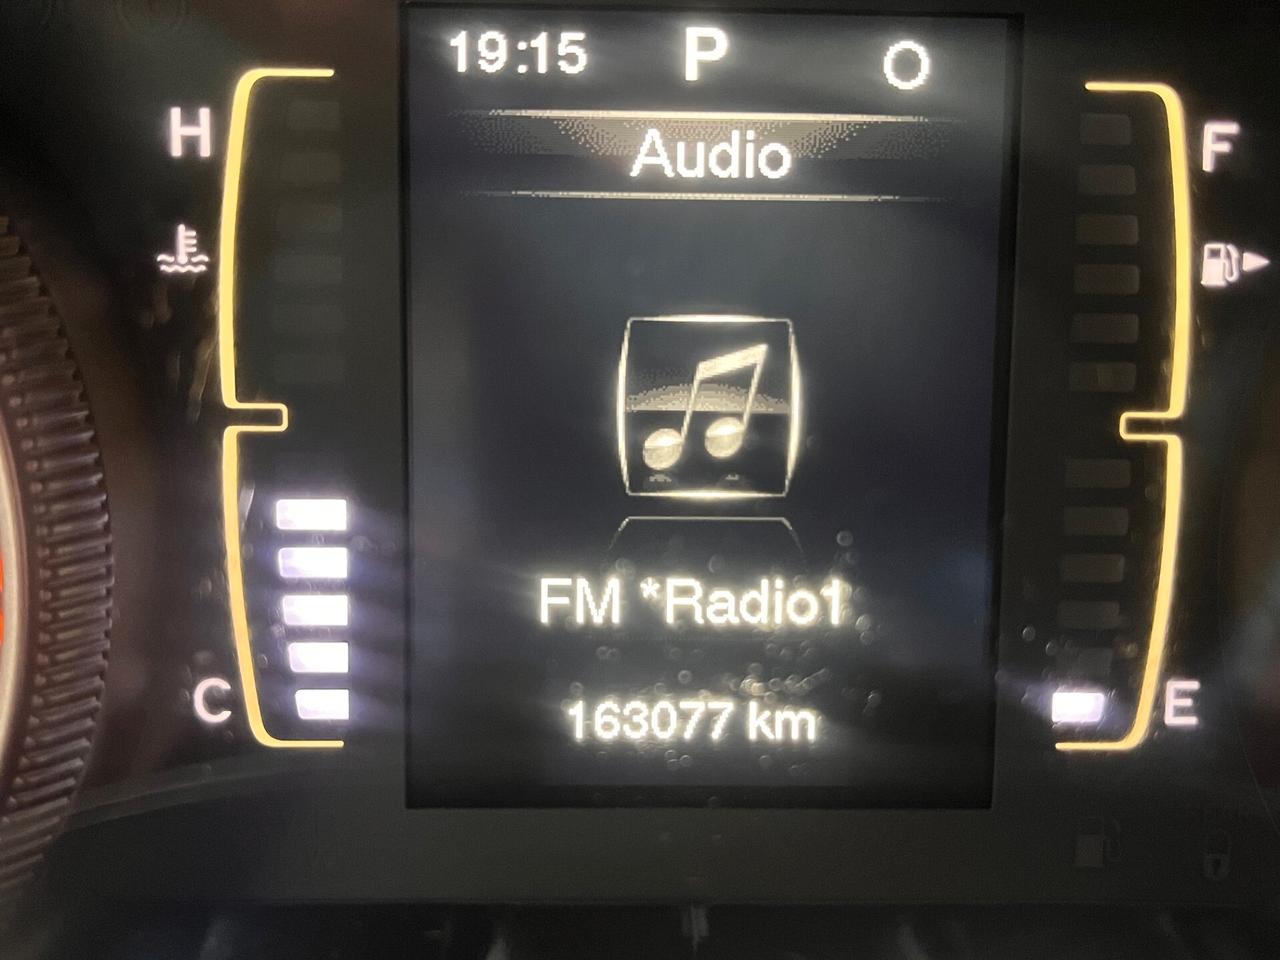 19:15 P O
H
F
Audio
FM *Radio1
C
163077 km
E